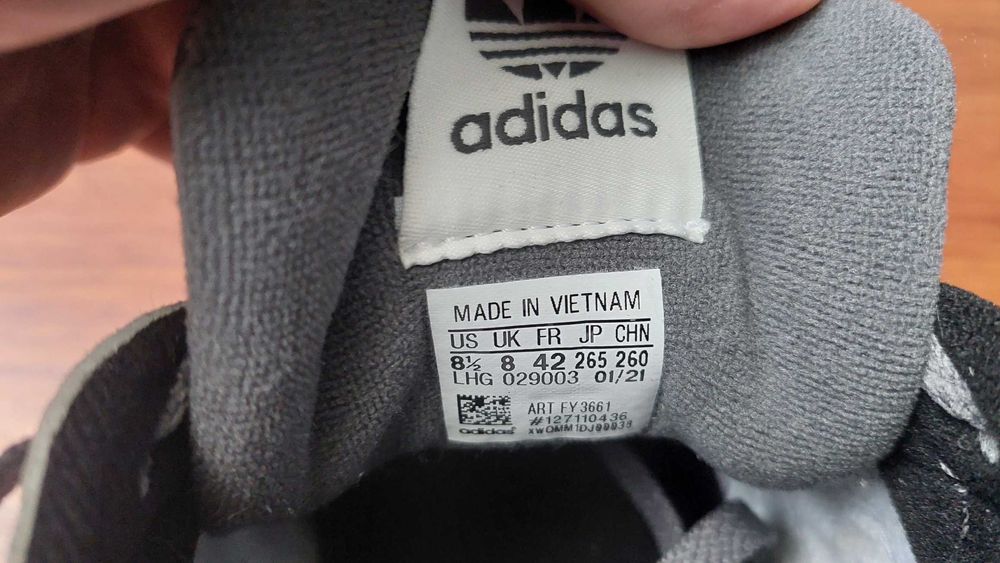 adidas
MADE IN VIETNAM
US UK FR JP CHN
8½ 8 42 265 260
LHG 029003 01/21
ART FY3661
#127110436
adidas